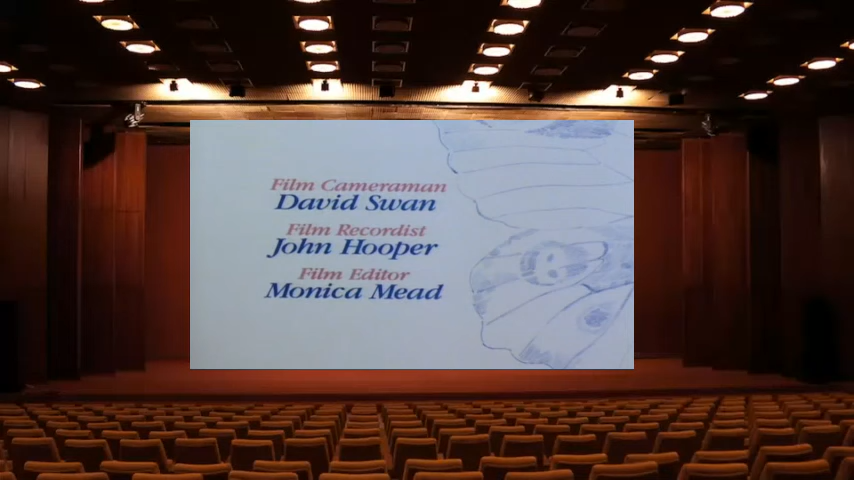 Film Cameraman
David Swan
Film Recordist
John Hooper
Film Editor
Monica Mead